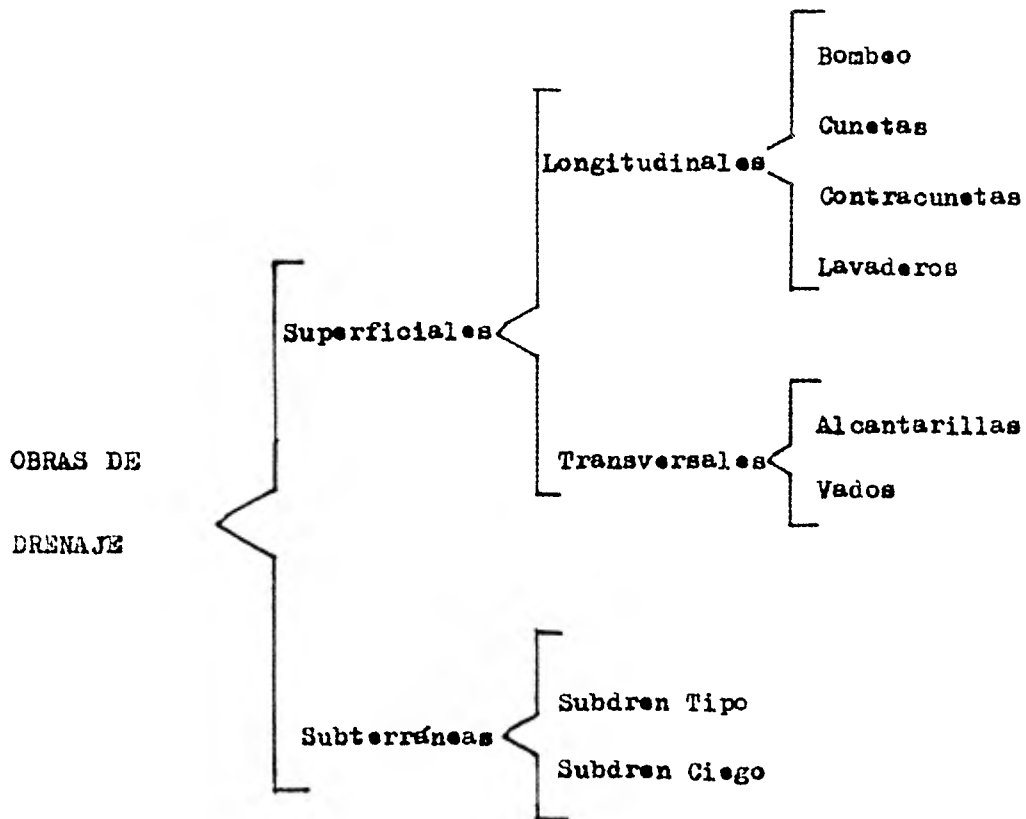 OBRAS DE
DRENAJE
Superficiales
Longitudinales
Bombeo
Cunetas
Contracunetas
Lavaderos
Transversales
Alcantarillas
Vados
Subterráneas
Subdren Tipo
Subdren Ciego